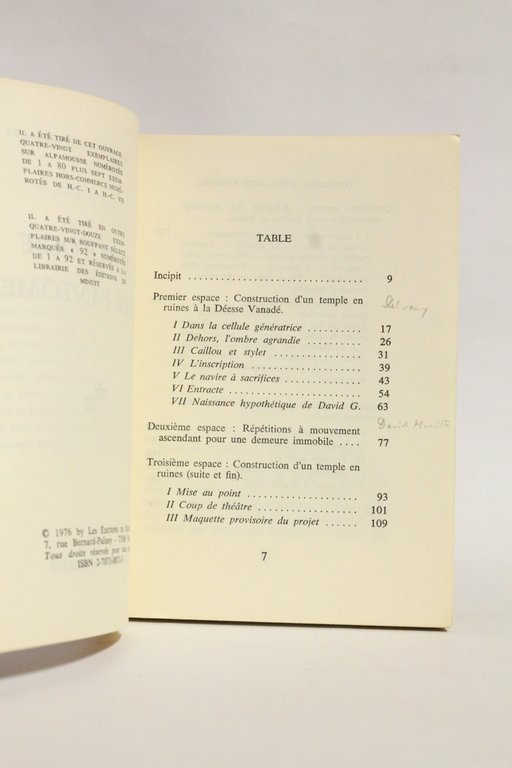 IL A ÉTÉ TIRÉ DE CET OUVRAGE
QUATRE-VINGT EXEMPLAIRES
SUR ALFAMOUSSE NUMÉROTÉS
DE 1 A 80 PLUS SEPT EXEM-
PLAIRES HORS-COMMERCE NUMÉ-
ROTÉS DE H.-C. I A H.-C. VII
IL A ÉTÉ TIRÉ EN OUTRE
QUATRE-VINGT-DOUZE EXEM-
PLAIRES SUR BOUFFANT SÉLECT
MARQUÉS « 92 » NUMÉROTÉS
DE 1 A 92 ET RÉSERVÉS A LA
LIBRAIRIE DES ÉDITIONS DE
MINUIT
© 1976 by LES ÉDITIONS DE
7, rue Bernard-Palissy -
Tous droits réservés pour
ISBN
TABLE
Incipit ................................ 9
Premier espace : Construction d'un temple en
ruines à la Déesse Vanadé.
I Dans la cellule génératrice .......... 17
II Dehors, l'ombre agrandie .......... 26
III Caillou et stylet .................. 31
IV L'inscription .................... 39
V Le navire à sacrifices .............. 43
VI Entracte ........................ 54
VII Naissance hypothétique de David G. 63
Deuxième espace : Répétitions à mouvement
David
ascendant pour une demeure immobile .... 77
Troisième espace : Construction d'un temple en
ruines (suite et fin).
I Mise au point .................... 93
II Coup de théâtre .................. 101
III Maquette provisoire du projet ...... 109
7